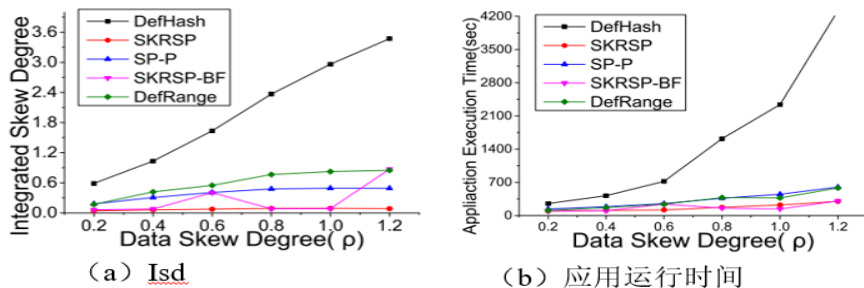 Integrated Skew Degree
3.6
3.0
2.4
1.8
1.2
0.6
0.0
DefHash
SKRSP
SP-P
SKRSP-BF
DefRange
0.2 0.4 0.6 0.8 1.0 1.2
Data Skew Degree( ρ)
(a) Isd
Appliaction Execution Time(sec)
4200
3500
2800
2100
1400
700
0
DefHash
SKRSP
SP-P
SKRSP-BF
DefRange
0.2 0.4 0.6 0.8 1.0 1.2
Data Skew Degree( ρ)
(b) 应用运行时间